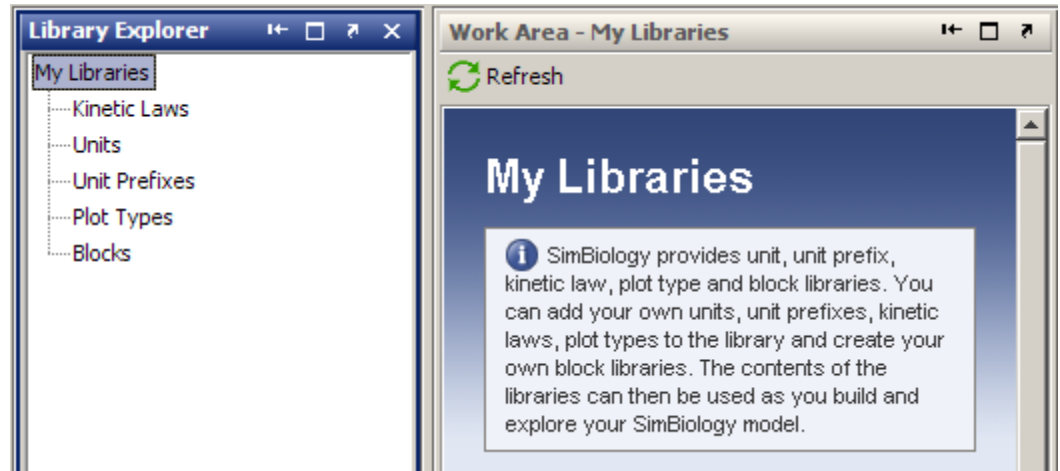 Library Explorer
My Libraries
Kinetic Laws
Units
Unit Prefixes
Plot Types
Blocks
Work Area - My Libraries
Refresh
My Libraries
SimBiology provides unit, unit prefix,
kinetic law, plot type and block libraries. You
can add your own units, unit prefixes, kinetic
laws, plot types to the library and create your
own block libraries. The contents of the
libraries can then be used as you build and
explore your SimBiology model.